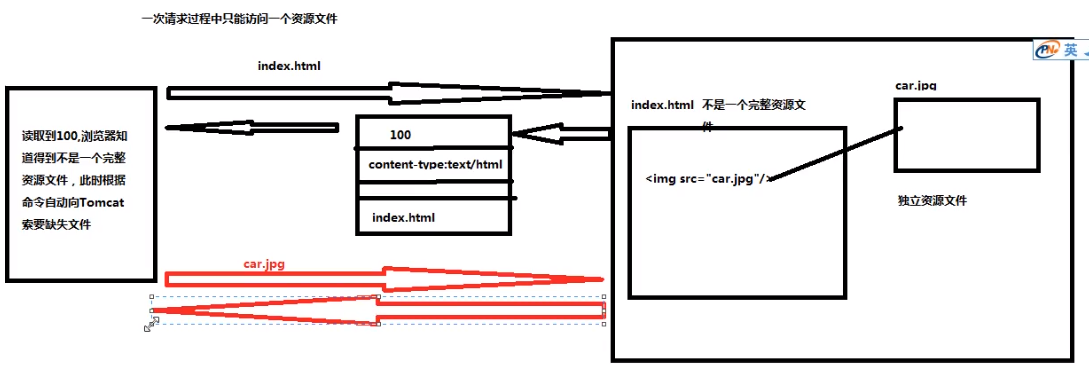 一次请求过程中只能访问一个资源文件
index.html
读取到100,浏览器知
道得到不是一个完整
资源文件，此时根据
命令自动向Tomcat
索要缺失文件
100
content-type:text/html
index.html
car.jpg
index.html 不是一个完整资源文
件
<img src="car.jpg"/>
car.jpg
独立资源文件
英